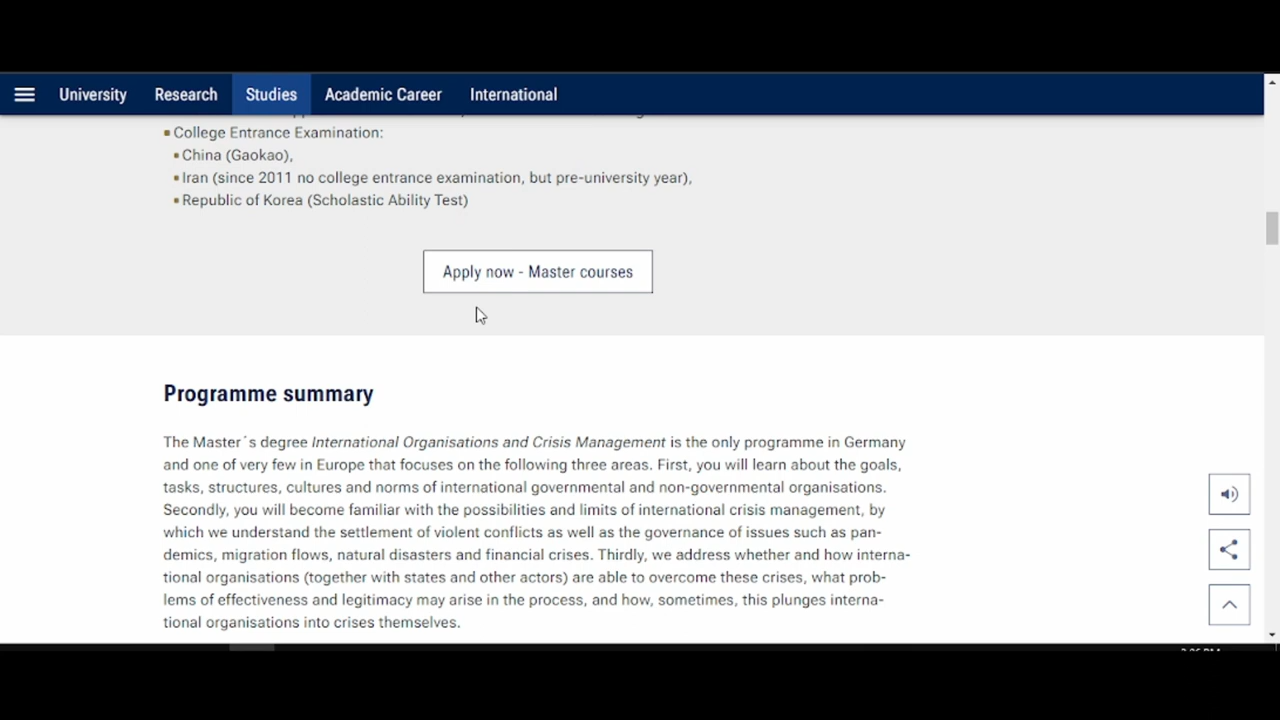 University Research Studies Academic Career International
College Entrance Examination:
China (Gaokao),
Iran (since 2011 no college entrance examination, but pre-university year),
Republic of Korea (Scholastic Ability Test)
Apply now - Master courses
Programme summary
The Master´s degree International Organisations and Crisis Management is the only programme in Germany
and one of very few in Europe that focuses on the following three areas. First, you will learn about the goals,
tasks, structures, cultures and norms of international governmental and non-governmental organisations.
Secondly, you will become familiar with the possibilities and limits of international crisis management, by
which we understand the settlement of violent conflicts as well as the governance of issues such as pan-
demics, migration flows, natural disasters and financial crises. Thirdly, we address whether and how interna-
tional organisations (together with states and other actors) are able to overcome these crises, what prob-
lems of effectiveness and legitimacy may arise in the process, and how, sometimes, this plunges interna-
tional organisations into crises themselves.